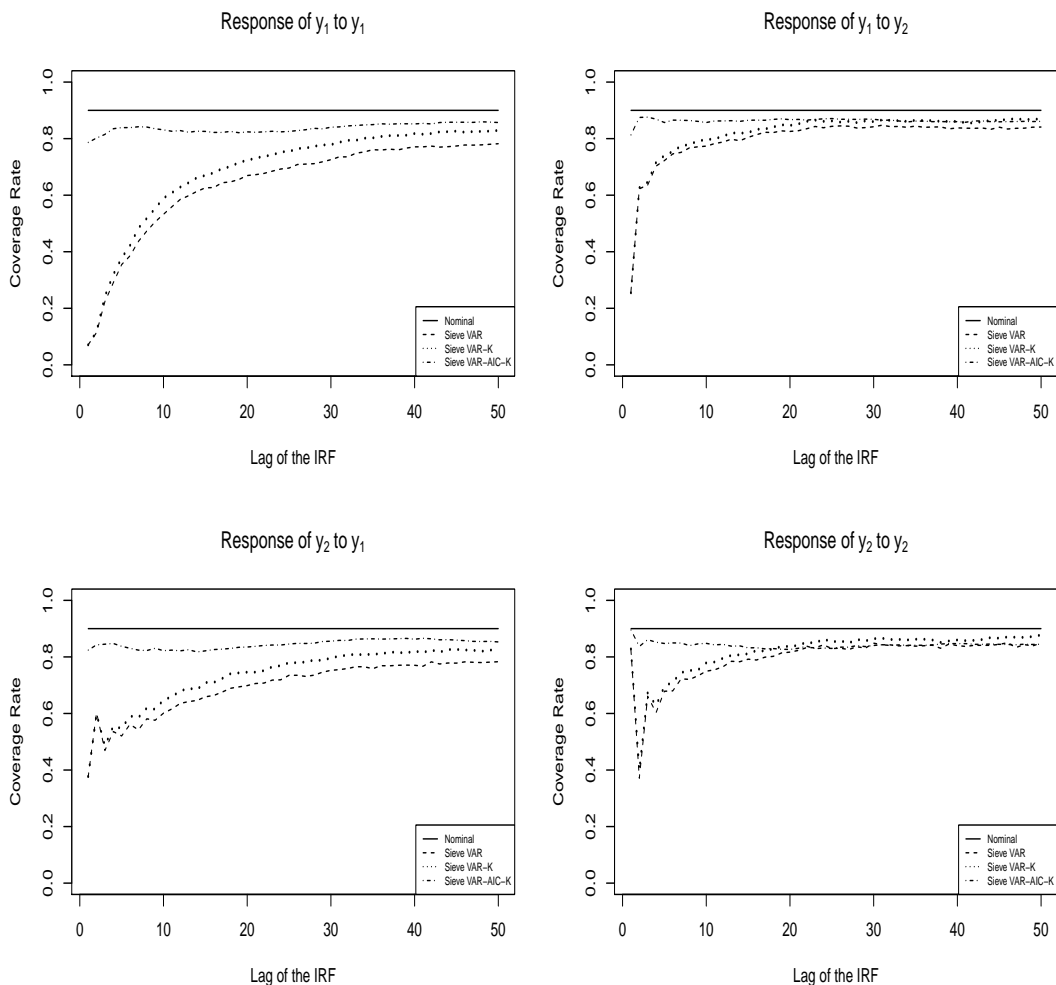 Response of y1 to y1
Coverage Rate
1.0
0.8
0.6
0.4
0.2
0.0
Nominal
Sieve VAR
Sieve VAR−K
Sieve VAR−AIC−K
0 10 20 30 40 50
Lag of the IRF
Response of y1 to y2
Coverage Rate
1.0
0.8
0.6
0.4
0.2
0.0
Nominal
Sieve VAR
Sieve VAR−K
Sieve VAR−AIC−K
0 10 20 30 40 50
Lag of the IRF
Response of y2 to y1
Coverage Rate
1.0
0.8
0.6
0.4
0.2
0.0
Nominal
Sieve VAR
Sieve VAR−K
Sieve VAR−AIC−K
0 10 20 30 40 50
Lag of the IRF
Response of y2 to y2
Coverage Rate
1.0
0.8
0.6
0.4
0.2
0.0
Nominal
Sieve VAR
Sieve VAR−K
Sieve VAR−AIC−K
0 10 20 30 40 50
Lag of the IRF